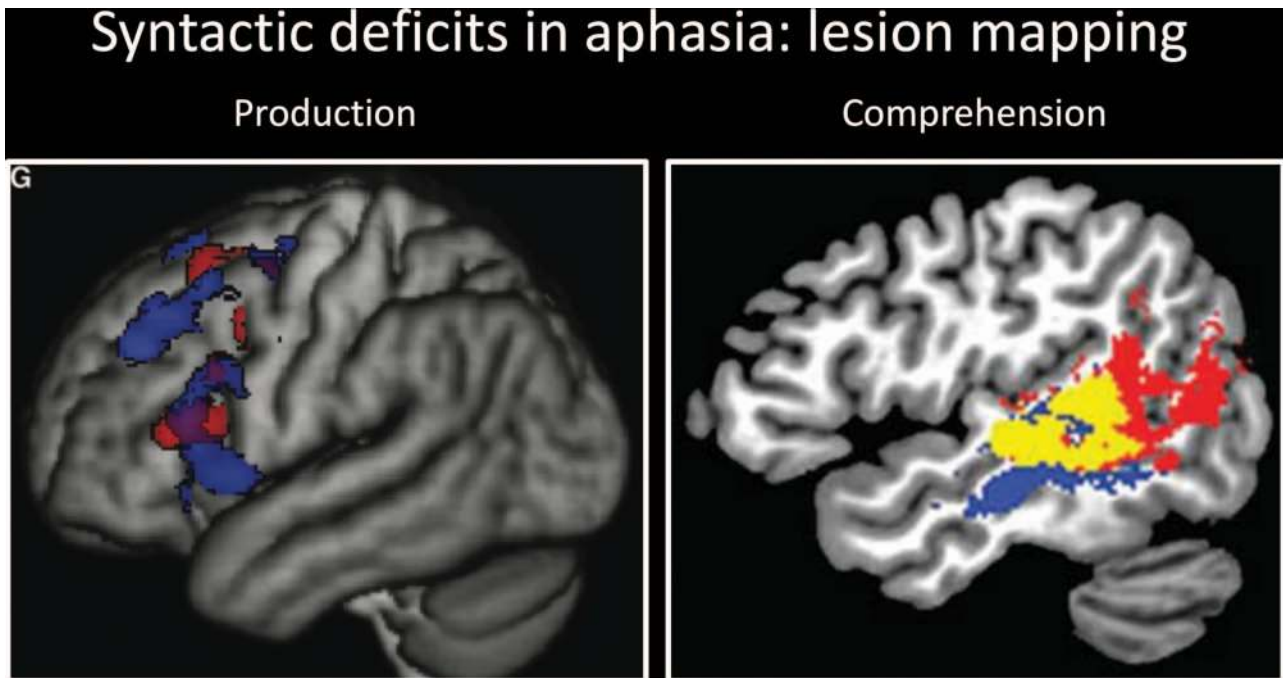 Syntactic deficits in aphasia: lesion mapping
Production
Comprehension
G